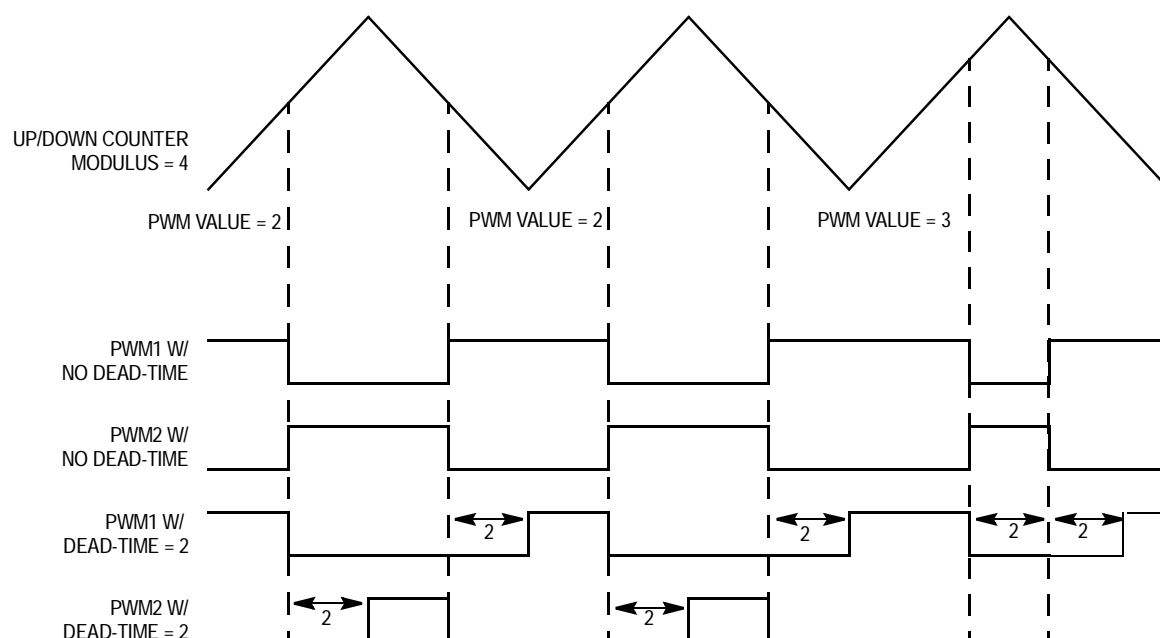 UP/DOWN COUNTER
MODULUS = 4
PWM VALUE = 2
PWM VALUE = 2
PWM VALUE = 3
PWM1 W/
NO DEAD-TIME
PWM2 W/
NO DEAD-TIME
PWM1 W/
DEAD-TIME = 2
2
2
2
2
PWM2 W/
DEAD-TIME = 2
2
2